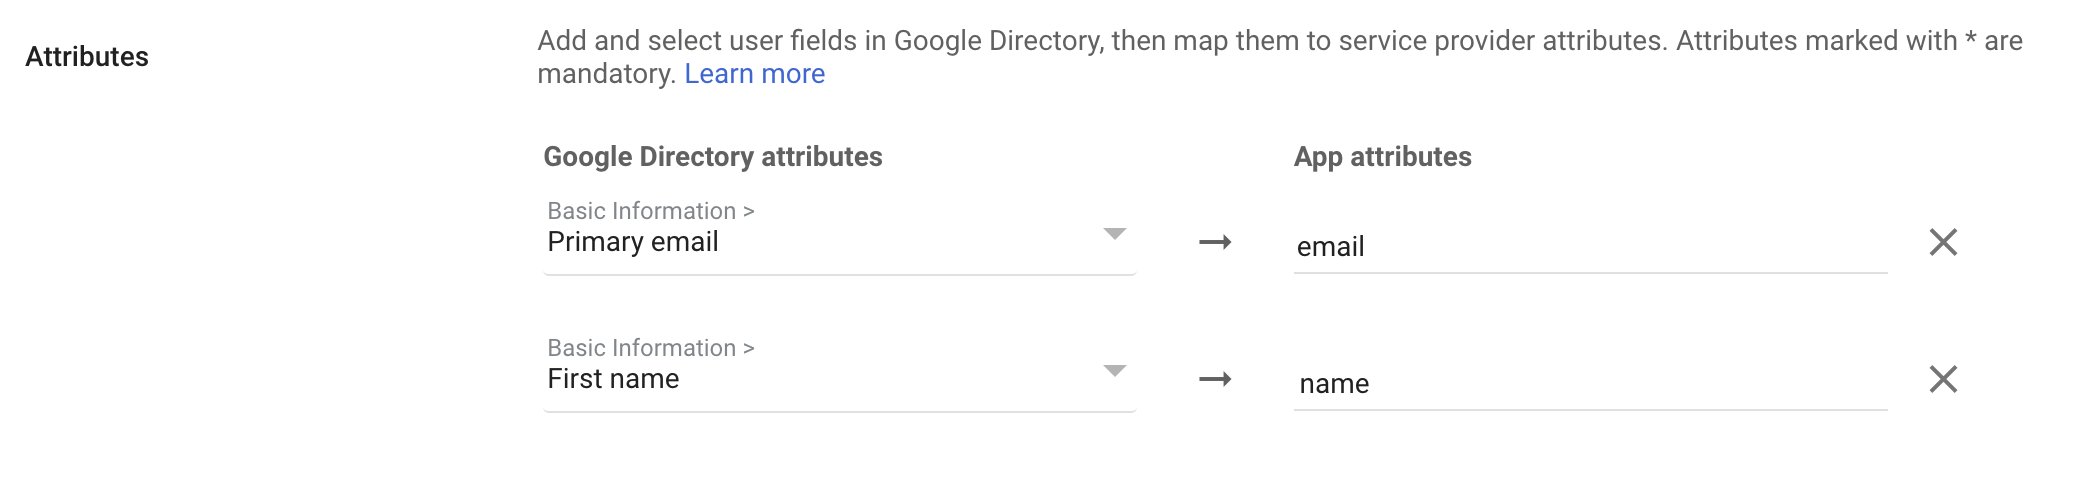 Attributes
Add and select user fields in Google Directory, then map them to service provider attributes. Attributes marked with * are
mandatory. Learn more
Google Directory attributes
App attributes
Basic Information >
Primary email
email
Basic Information >
First name
name